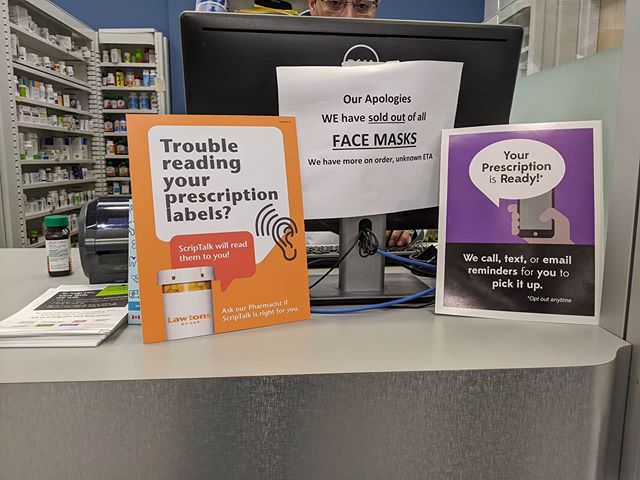 Our Apologies
WE have sold out of all
FACE MASKS
We have more on order, unknown ETA
Trouble
reading
your
prescription
labels?
ScripTalk will read
them to you!
Lawtons
DRUGS
Ask our Pharmacist if
ScripTalk is right for you.
Your
Prescription
is Ready!*
We call, text, or email
reminders for you to
pick it up.
*Opt out anytime